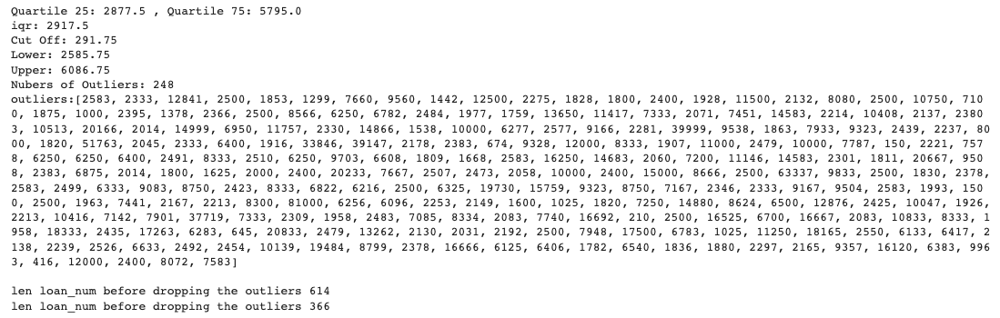 Quartile 25: 2877.5 , Quartile 75: 5795.0
iqr: 2917.5
Cut Off: 291.75
Lower: 2585.75
Upper: 6086.75
Nubers of Outliers: 248
outliers:[2583, 2333, 12841, 2500, 1853, 1299, 7660, 9560, 1442, 12500, 2275, 1828, 1800, 2400, 1928, 11500, 2132, 8080, 2500, 10750, 710
0, 1875, 1000, 2395, 1378, 2366, 2500, 8566, 6250, 6782, 2484, 1977, 1759, 13650, 11417, 7333, 2071, 7451, 14583, 2214, 10408, 2137, 2380
3, 10513, 20166, 2014, 14999, 6950, 11757, 2330, 14866, 1538, 10000, 6277, 2577, 9166, 2281, 39999, 9538, 1863, 7933, 9323, 2439, 2237, 80
00, 1820, 51763, 2045, 2333, 6400, 1916, 33846, 39147, 2178, 2383, 674, 9328, 12000, 8333, 1907, 11000, 2479, 10000, 7787, 150, 2221, 757
8, 6250, 6250, 6400, 2491, 8333, 2510, 6250, 9703, 6608, 1809, 1668, 2583, 16250, 14683, 2060, 7200, 11146, 14583, 2301, 1811, 20667, 950
8, 2383, 6875, 2014, 1800, 1625, 2000, 2400, 20233, 7667, 2507, 2473, 2058, 10000, 2400, 15000, 8666, 2500, 63337, 9833, 2500, 1830, 2378,
2583, 2499, 6333, 9083, 8750, 2423, 8333, 6822, 6216, 2500, 6325, 19730, 15759, 9323, 8750, 7167, 2346, 2333, 9167, 9504, 2583, 1993, 150
0, 2500, 1963, 7441, 2167, 2213, 8300, 81000, 6256, 6096, 2253, 2149, 1600, 1025, 1820, 7250, 14880, 8624, 6500, 12876, 2425, 10047, 1926,
2213, 10416, 7142, 7901, 37719, 7333, 2309, 1958, 2483, 7085, 8334, 2083, 7740, 16692, 210, 2500, 16525, 6700, 16667, 2083, 10833, 8333, 1
958, 18333, 2435, 17263, 6283, 645, 20833, 2479, 13262, 2130, 2031, 2192, 2500, 7948, 17500, 6783, 1025, 11250, 18165, 2550, 6133, 6417, 2
138, 2239, 2526, 6633, 2492, 2454, 10139, 19484, 8799, 2378, 16666, 6125, 6406, 1782, 6540, 1836, 1880, 2297, 2165, 9357, 16120, 6383, 996
3, 416, 12000, 2400, 8072, 7583]
len loan_num before dropping the outliers 614
len loan_num before dropping the outliers 366